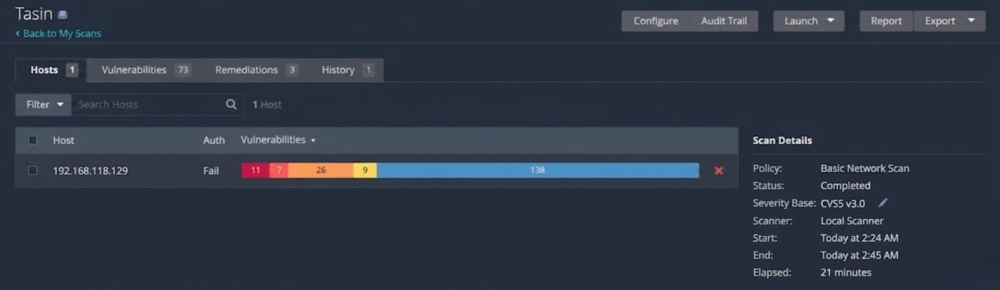 Tasin
‹ Back to My Scans
Configure Audit Trail Launch Report Export
Hosts 1 Vulnerabilities 73 Remediations 3 History 1
Filter Search Hosts 1 Host
Host Auth Vulnerabilities
192.168.118.129 Fail 11 7 26 9 138
Scan Details
Policy: Basic Network Scan
Status: Completed
Severity Base: CVS5 v3.0
Scanner: Local Scanner
Start: Today at 2:24 AM
End: Today at 2:45 AM
Elapsed: 21 minutes